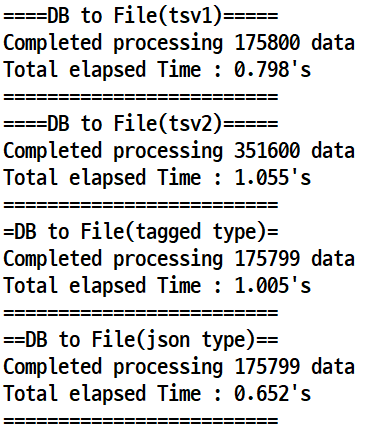 ====DB to File(tsv1)=====
Completed processing 175800 data
Total elapsed Time : 0.798's
=========================
====DB to File(tsv2)=====
Completed processing 351600 data
Total elapsed Time : 1.055's
=========================
=DB to File(tagged type)=
Completed processing 175799 data
Total elapsed Time : 1.005's
=========================
==DB to File(json type)==
Completed processing 175799 data
Total elapsed Time : 0.652's
=========================